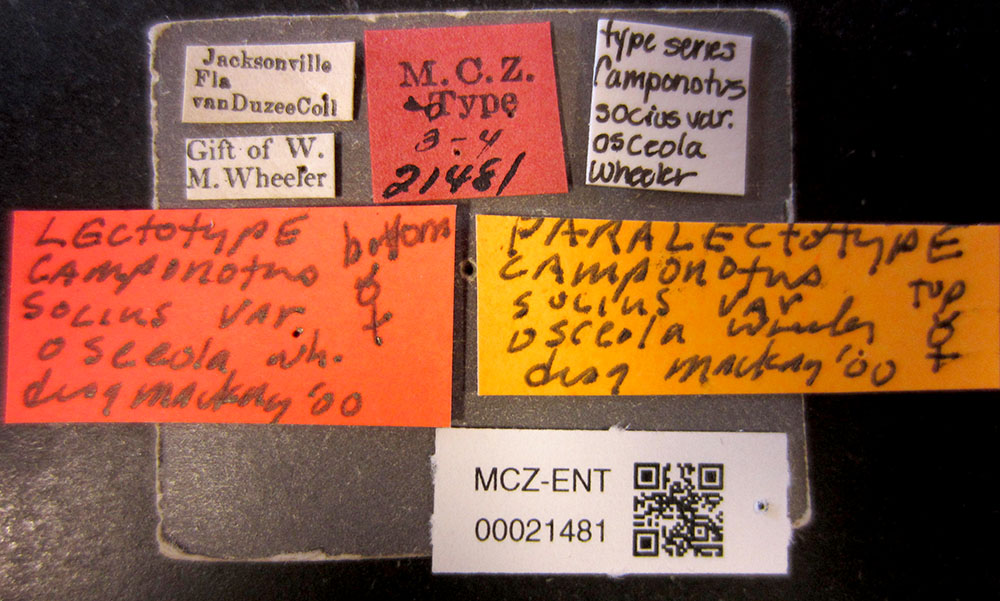 Jacksonville
Fla
vanDuzeeColl
Gift of W.
M. Wheeler
M.C.Z.
Type
3-4
21481
type series
Camponotus
socius var.
osceola
Wheeler
LECtotypE
CAmponotus
socius var
osceola wh.
desg mackay '00
bottom
☿
PARALECtotypE
CAmponotus
socius var
osceola wheeler
desg mackay '00
top
☿
MCZ-ENT
00021481